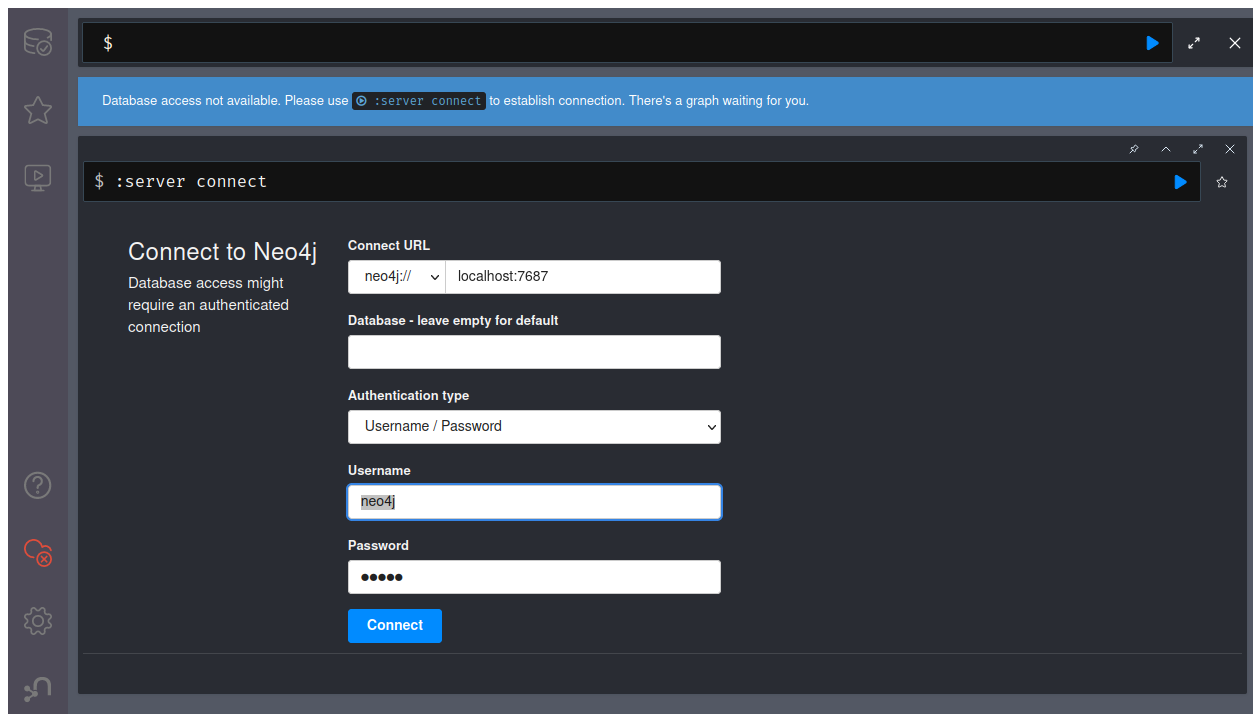 $
Database access not available. Please use :server connect to establish connection. There's a graph waiting for you.
$ :server connect
Connect to Neo4j
Database access might
require an authenticated
connection
Connect URL
neo4j:// localhost:7687
Database - leave empty for default
Authentication type
Username / Password
Username
neo4j
Password
•••••
Connect